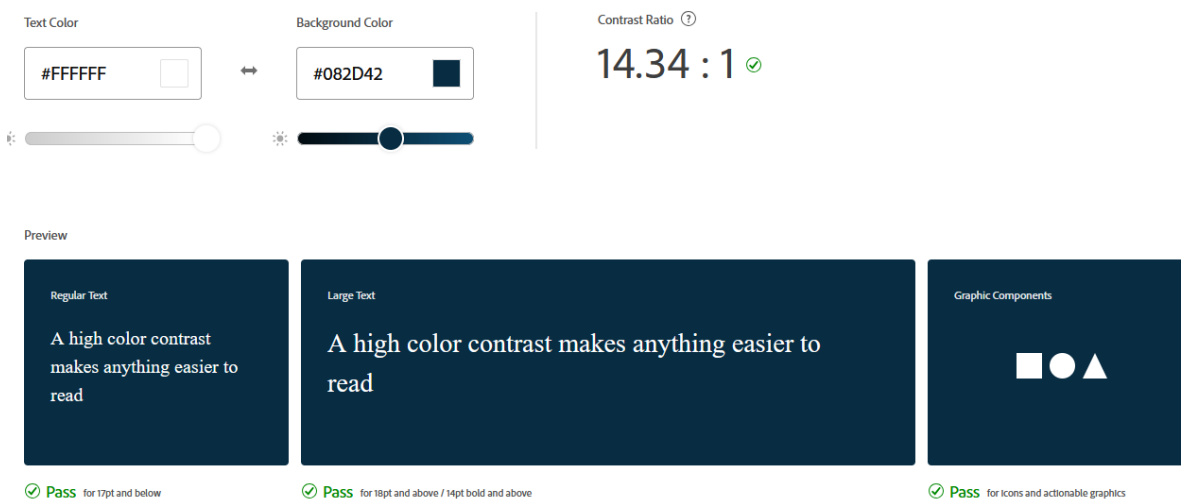 Text Color
Background Color
Contrast Ratio ?
#FFFFFF
#082D42
14.34 : 1
Preview
Regular Text
A high color contrast
makes anything easier to
read
Large Text
A high color contrast makes anything easier to
read
Graphic Components
Pass for 17pt and below
Pass for 18pt and above / 14pt bold and above
Pass for icons and actionable graphics